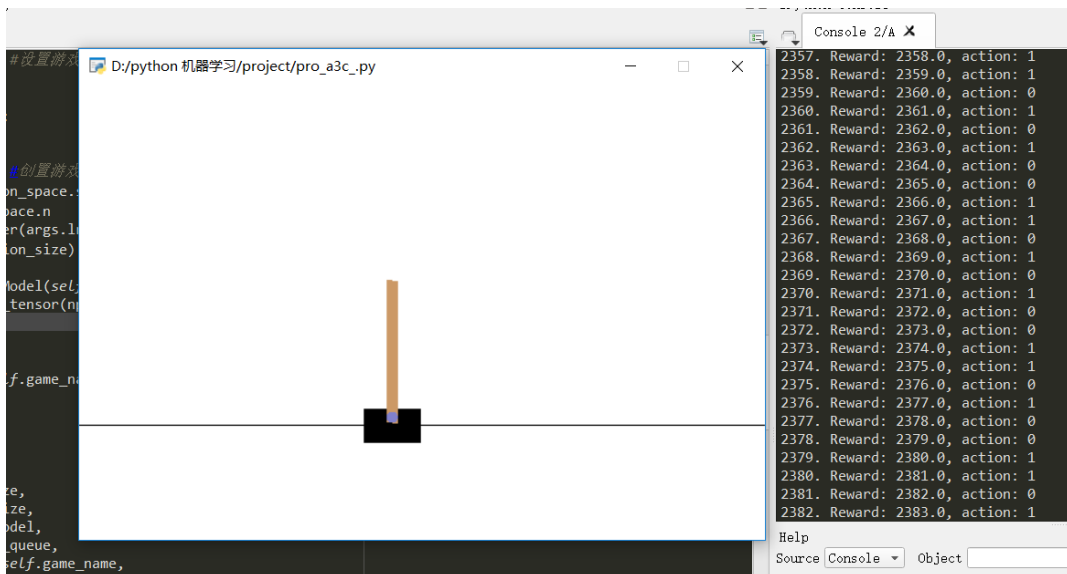 Console 2/A
#设置游戏
D:/python 机器学习/project/pro_a3c_.py
#创置游戏
on_space.s
pace.n
er(args.l
ion_size)
Model(sel
_tensor(np
f.game_na
ze,
ize,
odel,
_queue,
self.game_name,
2357. Reward: 2358.0, action: 1
2358. Reward: 2359.0, action: 1
2359. Reward: 2360.0, action: 0
2360. Reward: 2361.0, action: 1
2361. Reward: 2362.0, action: 0
2362. Reward: 2363.0, action: 1
2363. Reward: 2364.0, action: 0
2364. Reward: 2365.0, action: 0
2365. Reward: 2366.0, action: 1
2366. Reward: 2367.0, action: 1
2367. Reward: 2368.0, action: 0
2368. Reward: 2369.0, action: 1
2369. Reward: 2370.0, action: 0
2370. Reward: 2371.0, action: 1
2371. Reward: 2372.0, action: 0
2372. Reward: 2373.0, action: 0
2373. Reward: 2374.0, action: 1
2374. Reward: 2375.0, action: 1
2375. Reward: 2376.0, action: 0
2376. Reward: 2377.0, action: 1
2377. Reward: 2378.0, action: 0
2378. Reward: 2379.0, action: 0
2379. Reward: 2380.0, action: 1
2380. Reward: 2381.0, action: 1
2381. Reward: 2382.0, action: 0
2382. Reward: 2383.0, action: 1
Help
Source Console Object